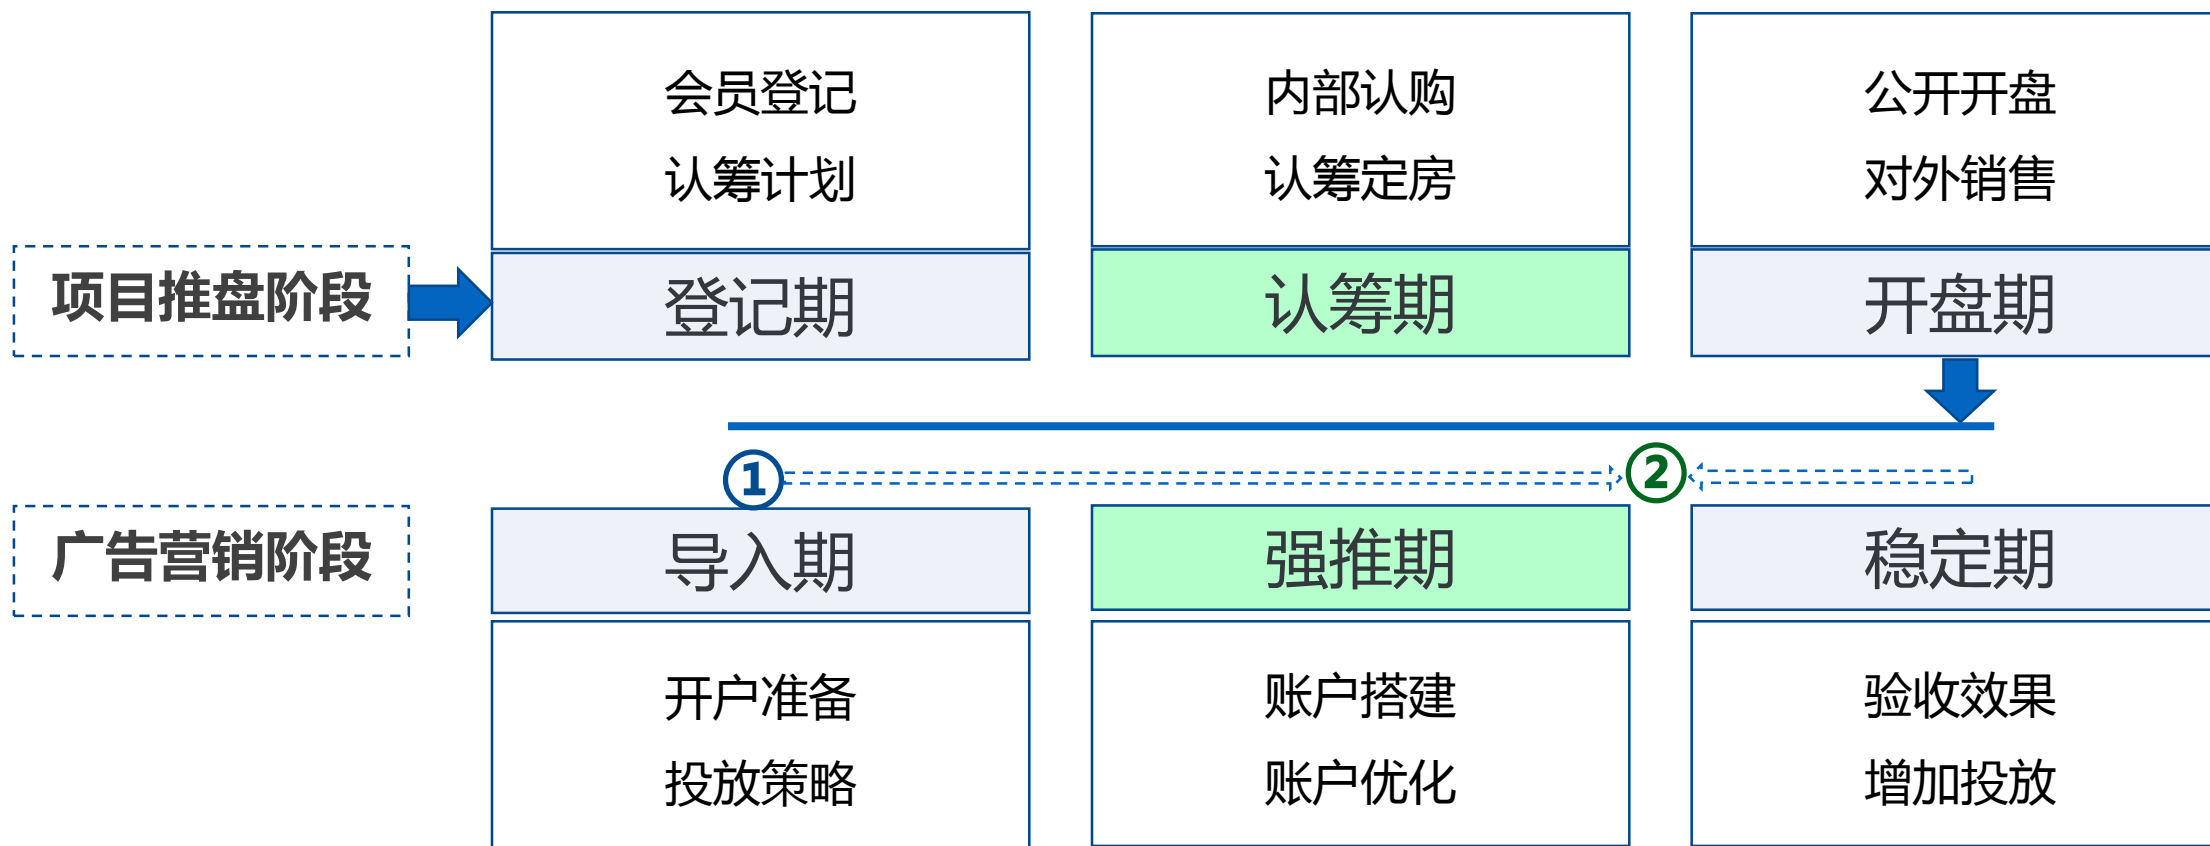 会员登记
认筹计划
内部认购
认筹定房
公开开盘
对外销售
项目推盘阶段
登记期
认筹期
开盘期
①
②
广告营销阶段
导入期
强推期
稳定期
开户准备
投放策略
账户搭建
账户优化
验收效果
增加投放